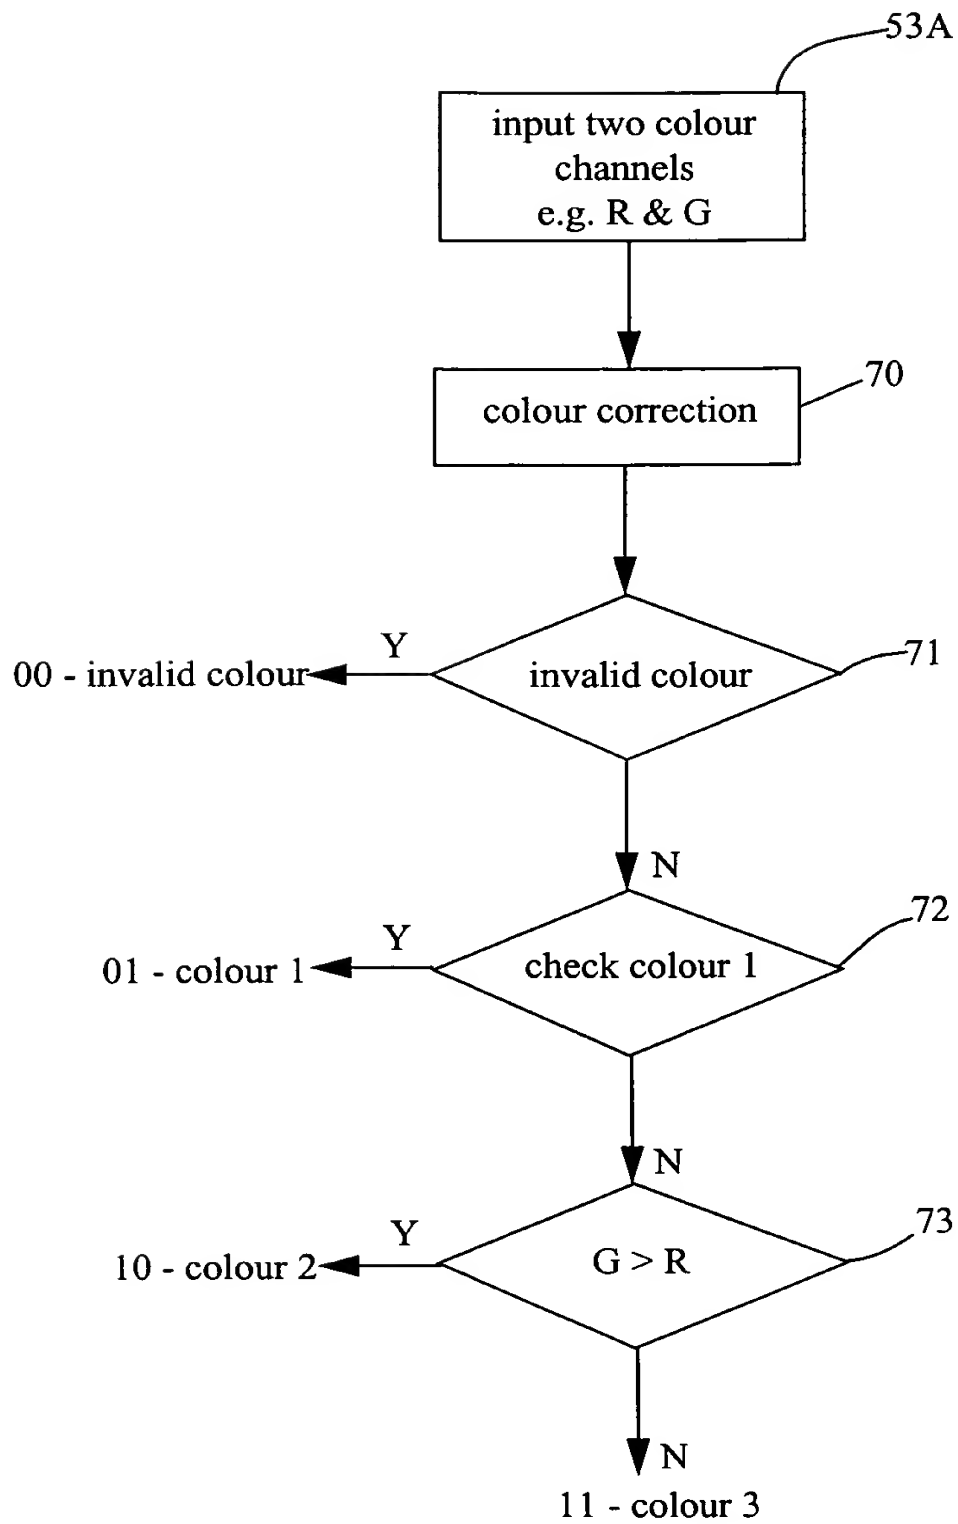 53A
input two colour
channels
e.g. R & G
70
colour correction
71
Y
00 - invalid colour
invalid colour
N
72
Y
01 - colour 1
check colour 1
N
73
Y
10 - colour 2
G > R
N
11 - colour 3